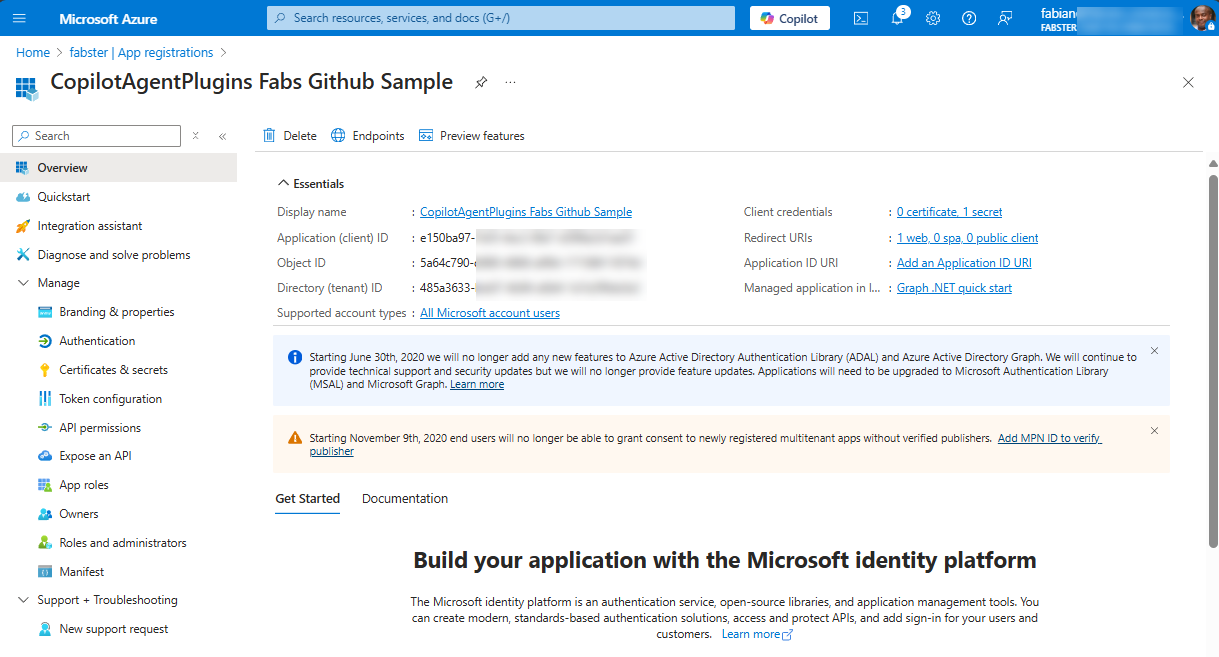 Microsoft Azure
Search resources, services, and docs (G+/)
Copilot
3
fabian
FABSTER
Home > fabster | App registrations >
CopilotAgentPlugins Fabs Github Sample
...
Search
Delete
Endpoints
Preview features
Overview
Quickstart
Integration assistant
Diagnose and solve problems
Manage
Branding & properties
Authentication
Certificates & secrets
Token configuration
API permissions
Expose an API
App roles
Owners
Roles and administrators
Manifest
Support + Troubleshooting
New support request
Essentials
Display name : CopilotAgentPlugins Fabs Github Sample
Application (client) ID : e150ba97-
Object ID : 5a64c790-
Directory (tenant) ID : 485a3633-
Supported account types : All Microsoft account users
Client credentials : 0 certificate, 1 secret
Redirect URIs : 1 web, 0 spa, 0 public client
Application ID URI : Add an Application ID URI
Managed application in l... : Graph .NET quick start
Starting June 30th, 2020 we will no longer add any new features to Azure Active Directory Authentication Library (ADAL) and Azure Active Directory Graph. We will continue to
provide technical support and security updates but we will no longer provide feature updates. Applications will need to be upgraded to Microsoft Authentication Library
(MSAL) and Microsoft Graph. Learn more
Starting November 9th, 2020 end users will no longer be able to grant consent to newly registered multitenant apps without verified publishers. Add MPN ID to verify
publisher
Get Started
Documentation
Build your application with the Microsoft identity platform
The Microsoft identity platform is an authentication service, open-source libraries, and application management tools. You
can create modern, standards-based authentication solutions, access and protect APIs, and add sign-in for your users and
customers. Learn more